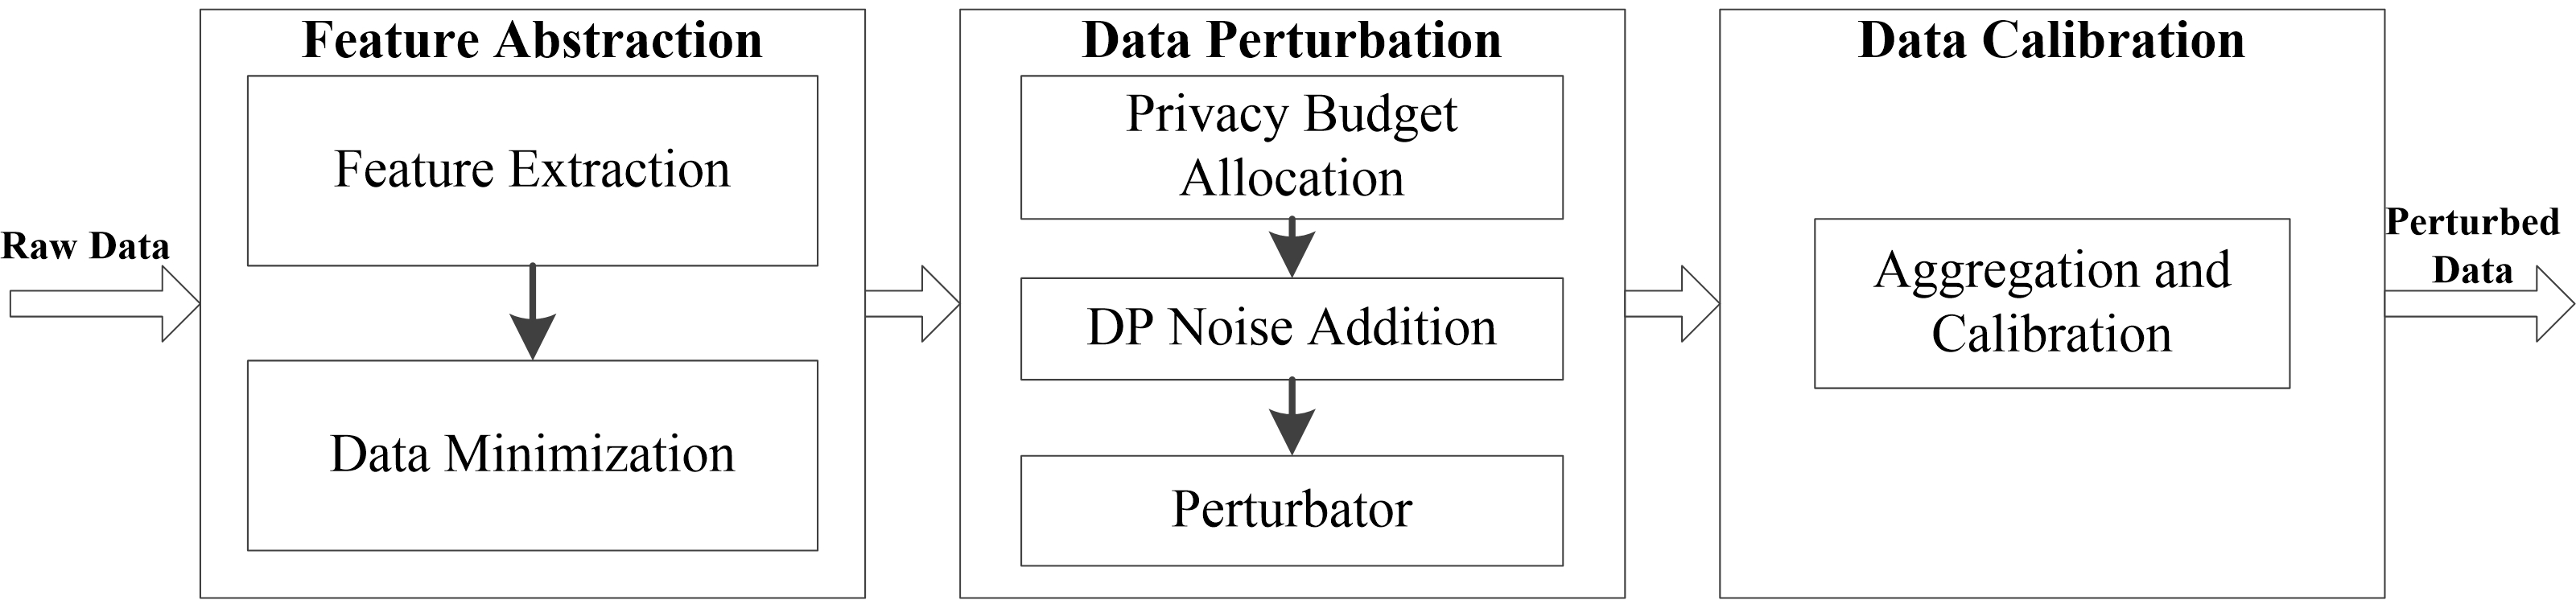 Raw Data
Feature Abstraction
Feature Extraction
Data Minimization
Data Perturbation
Privacy Budget
Allocation
DP Noise Addition
Perturbator
Data Calibration
Aggregation and
Calibration
Perturbed
Data